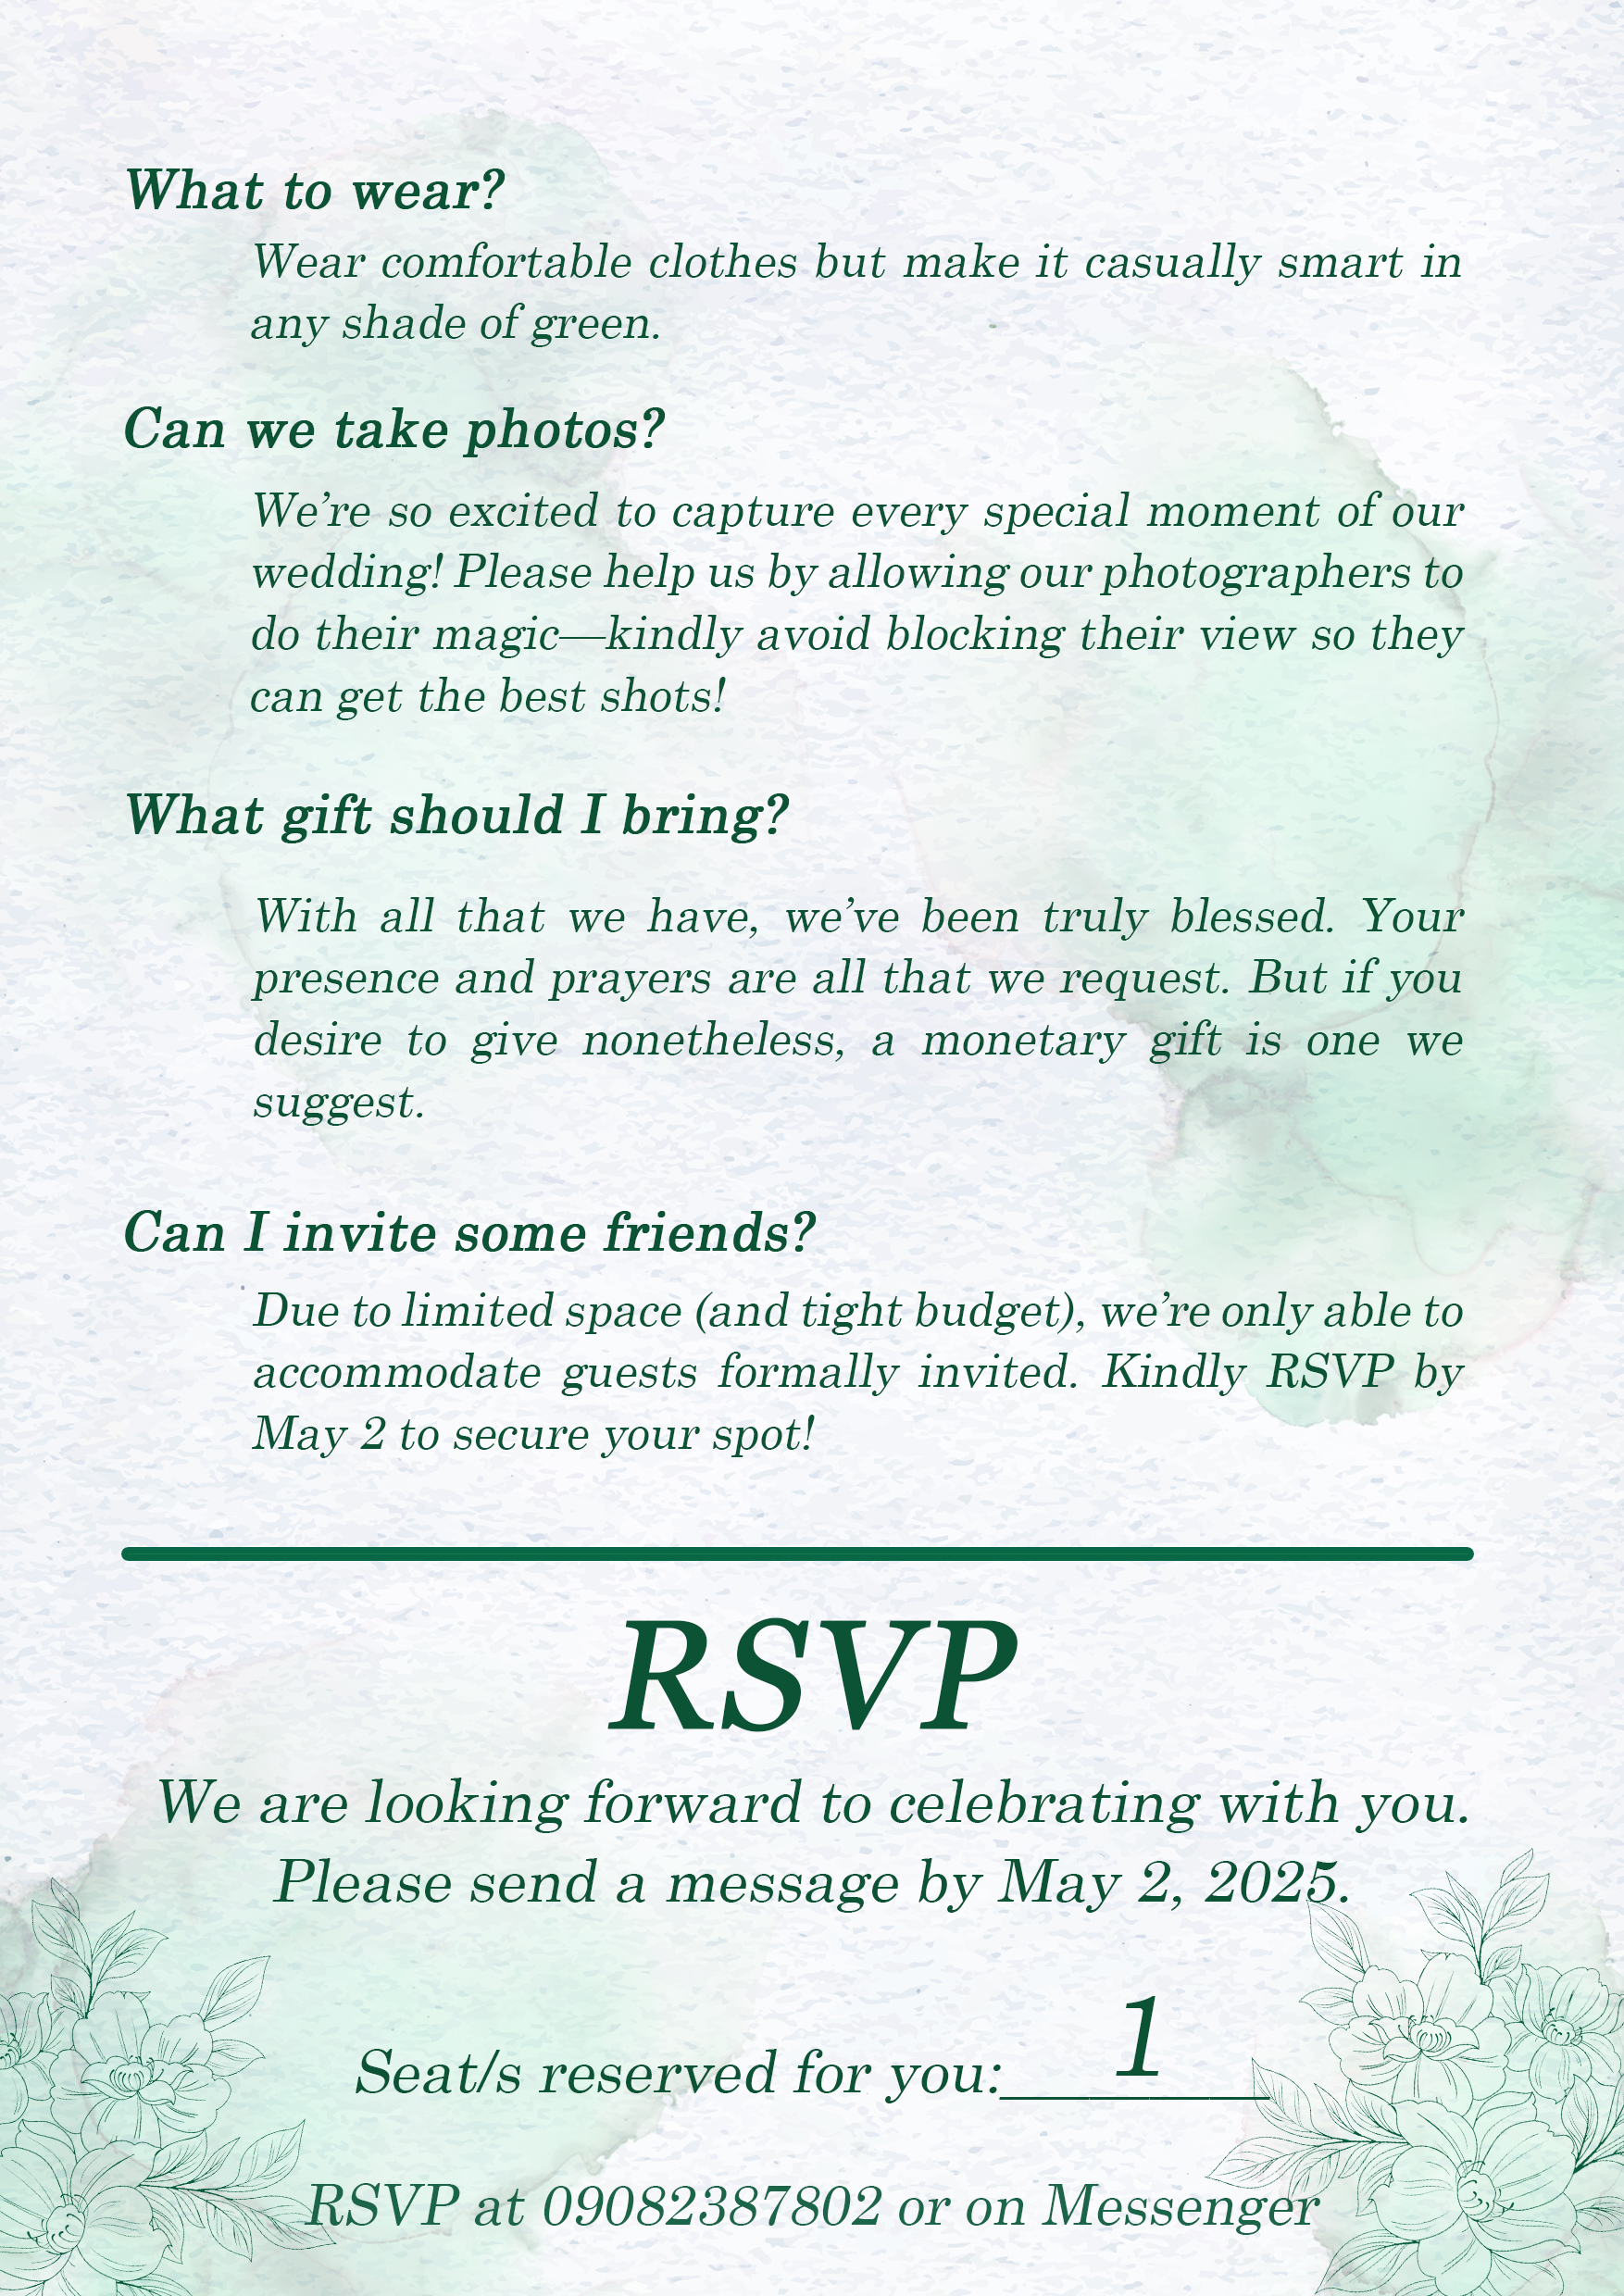 What to wear?
Wear comfortable clothes but make it casually smart in
any shade of green.
Can we take photos?
We’re so excited to capture every special moment of our
wedding! Please help us by allowing our photographers to
do their magic—kindly avoid blocking their view so they
can get the best shots!
What gift should I bring?
With all that we have, we’ve been truly blessed. Your
presence and prayers are all that we request. But if you
desire to give nonetheless, a monetary gift is one we
suggest.
Can I invite some friends?
Due to limited space (and tight budget), we’re only able to
accommodate guests formally invited. Kindly RSVP by
May 2 to secure your spot!
RSVP
We are looking forward to celebrating with you.
Please send a message by May 2, 2025.
Seat/s reserved for you: 1
RSVP at 09082387802 or on Messenger